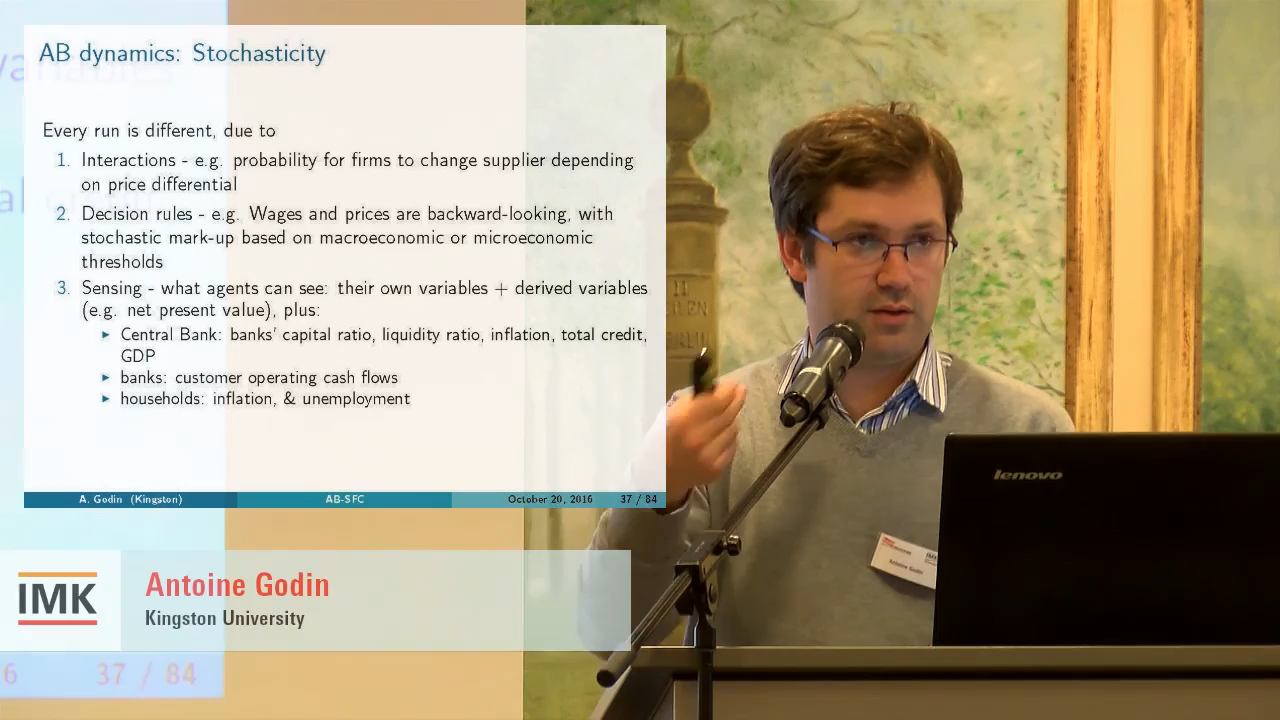 AB dynamics: Stochasticity
Every run is different, due to
1. Interactions - e.g. probability for firms to change supplier depending
on price differential
2. Decision rules - e.g. Wages and prices are backward-looking, with
stochastic mark-up based on macroeconomic or microeconomic
thresholds
3. Sensing - what agents can see: their own variables + derived variables
(e.g. net present value), plus:
Central Bank: banks' capital ratio, liquidity ratio, inflation, total credit,
GDP
banks: customer operating cash flows
households: inflation, & unemployment
A. Godin (Kingston) AB-SFC October 20, 2016 37 / 84
IMK
Antoine Godin
Kingston University
6 37 / 84
lenovo
Antoine Godin